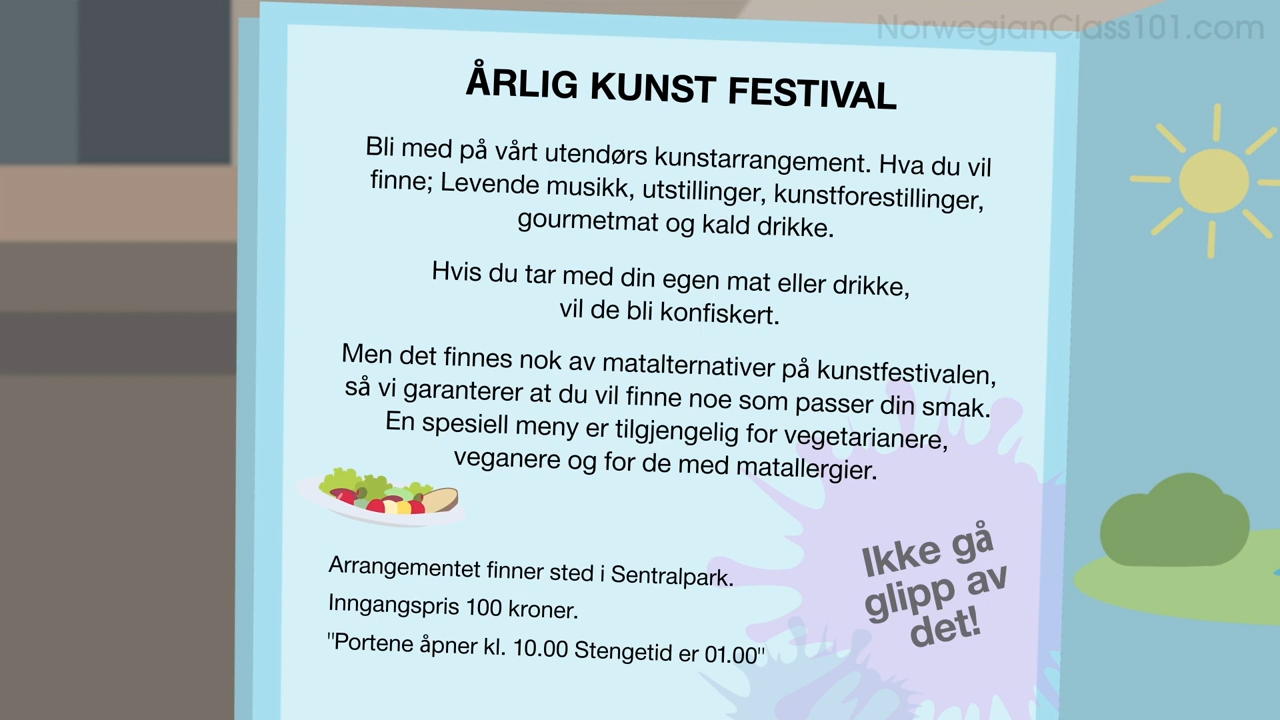 NorwegianClass101.com
ÅRLIG KUNST FESTIVAL
Bli med på vårt utendørs kunstarrangement. Hva du vil
finne; Levende musikk, utstillinger, kunstforestillinger,
gourmetmat og kald drikke.
Hvis du tar med din egen mat eller drikke,
vil de bli konfiskert.
Men det finnes nok av matalternativer på kunstfestivalen,
så vi garanterer at du vil finne noe som passer din smak.
En spesiell meny er tilgjengelig for vegetarianere,
veganere og for de med matallergier.
Arrangementet finner sted i Sentralpark.
Inngangspris 100 kroner.
"Portene åpner kl. 10.00 Stengetid er 01.00"
Ikke gå
glipp av
det!